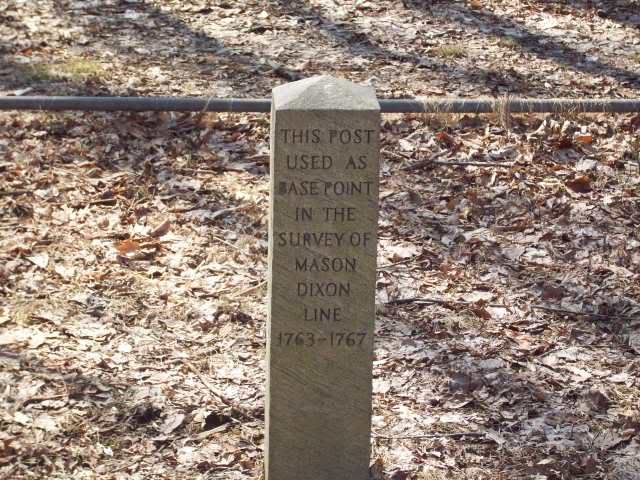 THIS POST
USED AS
BASE POINT
IN THE
SURVEY OF
MASON
DIXON
LINE
1763-1767